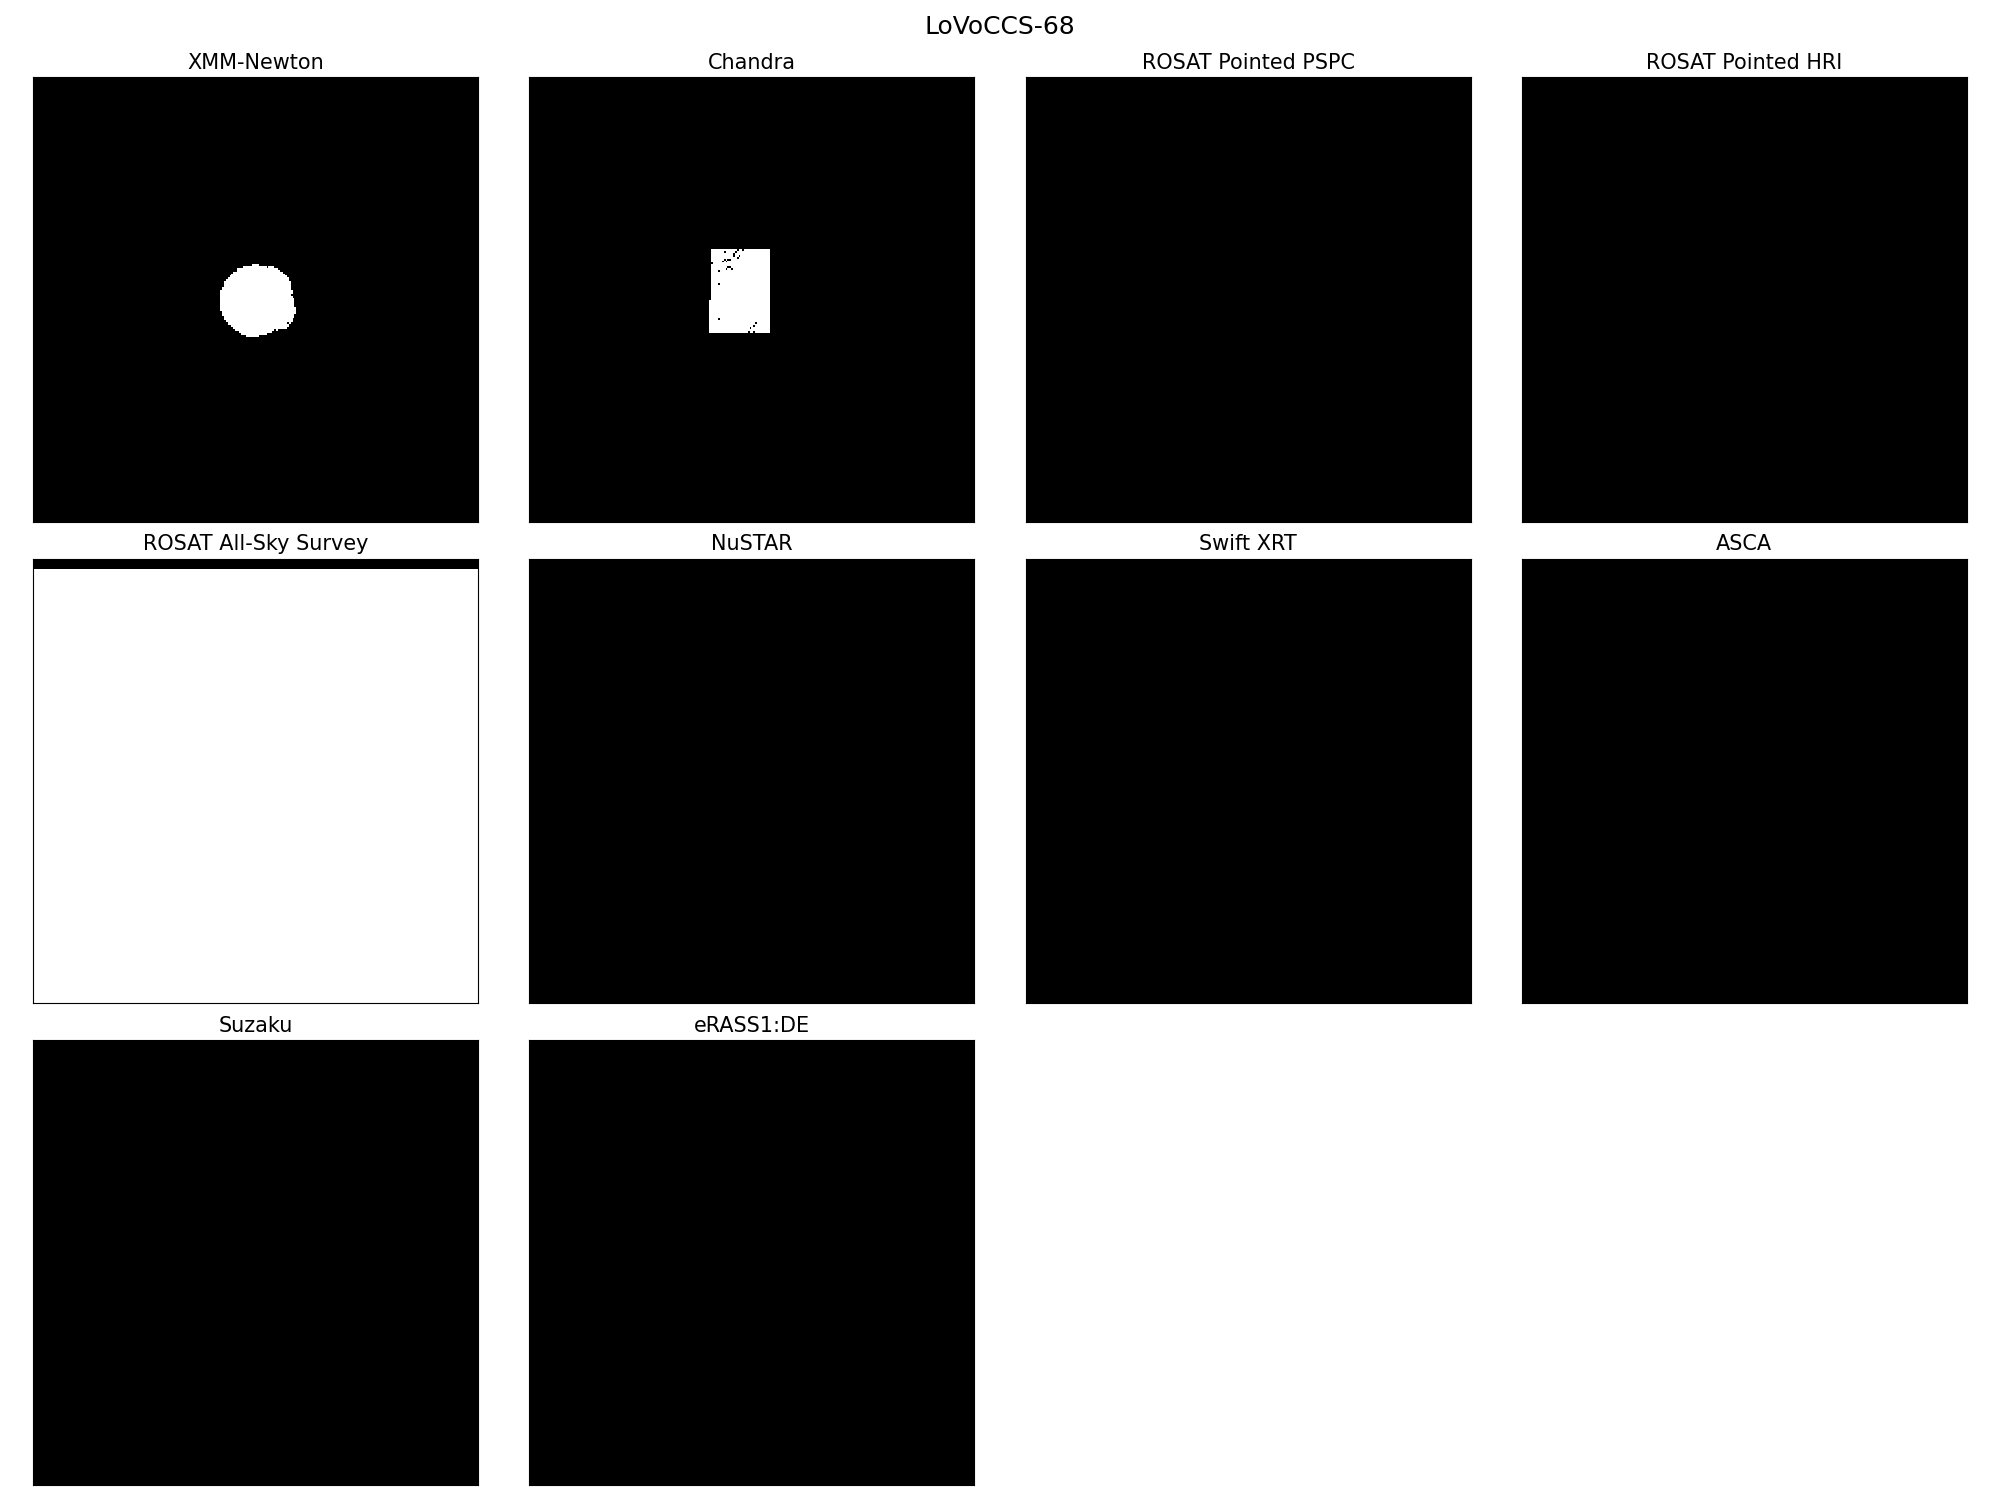 LoVoCCS-68
XMM-Newton
Chandra
ROSAT Pointed PSPC
ROSAT Pointed HRI
ROSAT All-Sky Survey
NuSTAR
Swift XRT
ASCA
Suzaku
eRASS1:DE